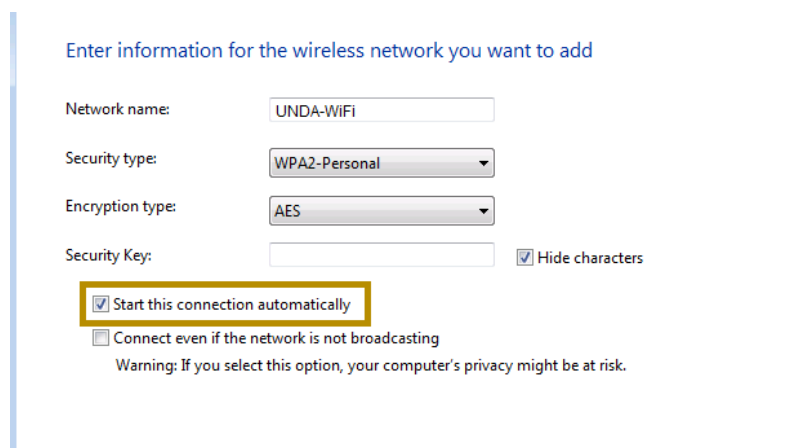 Enter information for the wireless network you want to add
Network name: UNDA-WiFi
Security type: WPA2-Personal
Encryption type: AES
Security Key: Hide characters
Start this connection automatically
Connect even if the network is not broadcasting
Warning: If you select this option, your computer's privacy might be at risk.